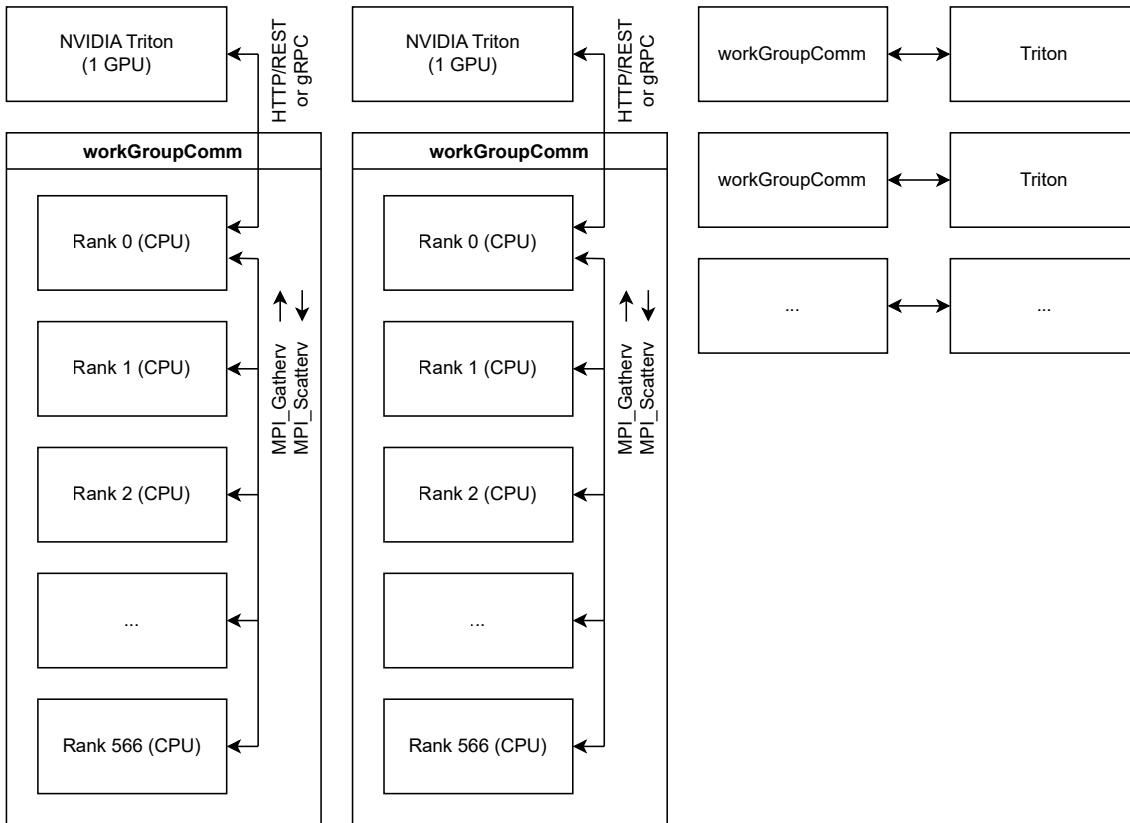 NVIDIA Triton
(1 GPU)
HTTP/REST
or gRPC
workGroupComm
Rank 0 (CPU)
MPI_Gatherv
MPI_Scatterv
Rank 1 (CPU)
Rank 2 (CPU)
...
Rank 566 (CPU)
NVIDIA Triton
(1 GPU)
HTTP/REST
or gRPC
workGroupComm
Rank 0 (CPU)
MPI_Gatherv
MPI_Scatterv
Rank 1 (CPU)
Rank 2 (CPU)
...
Rank 566 (CPU)
workGroupComm
Triton
workGroupComm
Triton
...
...